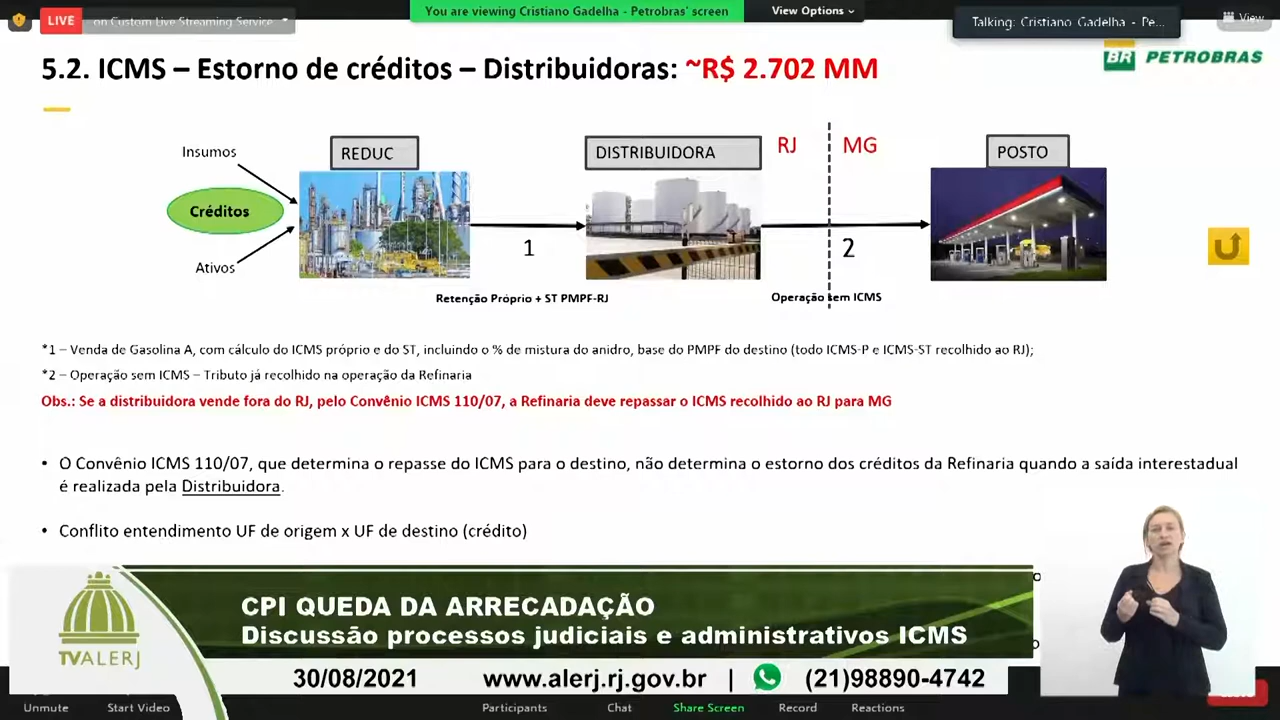 LIVE
on Custom Live Streaming Service
You are viewing Cristiano Gadelha - Petrobras' screen
View Options
Talking: Cristiano Gadelha - Pe...
View
5.2. ICMS – Estorno de créditos – Distribuidoras: ~R$ 2.702 MM
BR PETROBRAS
Insumos
Créditos
Ativos
REDUC
DISTRIBUIDORA
RJ
MG
POSTO
1
2
Retenção Próprio + ST PMPF-RJ
Operação sem ICMS
*1 – Venda de Gasolina A, com cálculo do ICMS próprio e do ST, incluindo o % de mistura do anidro, base do PMPF do destino (todo ICMS-P e ICMS-ST recolhido ao RJ);
*2 – Operação sem ICMS – Tributo já recolhido na operação da Refinaria
Obs.: Se a distribuidora vende fora do RJ, pelo Convênio ICMS 110/07, a Refinaria deve repassar o ICMS recolhido ao RJ para MG
• O Convênio ICMS 110/07, que determina o repasse do ICMS para o destino, não determina o estorno dos créditos da Refinaria quando a saída interestadual
é realizada pela Distribuidora.
• Conflito entendimento UF de origem x UF de destino (crédito)
TVALERJ
CPI QUEDA DA ARRECADAÇÃO
Discussão processos judiciais e administrativos ICMS
30/08/2021 www.alerj.rj.gov.br | (21)98890-4742
Unmute
Start Video
Participants
Chat
Share Screen
Record
Reactions